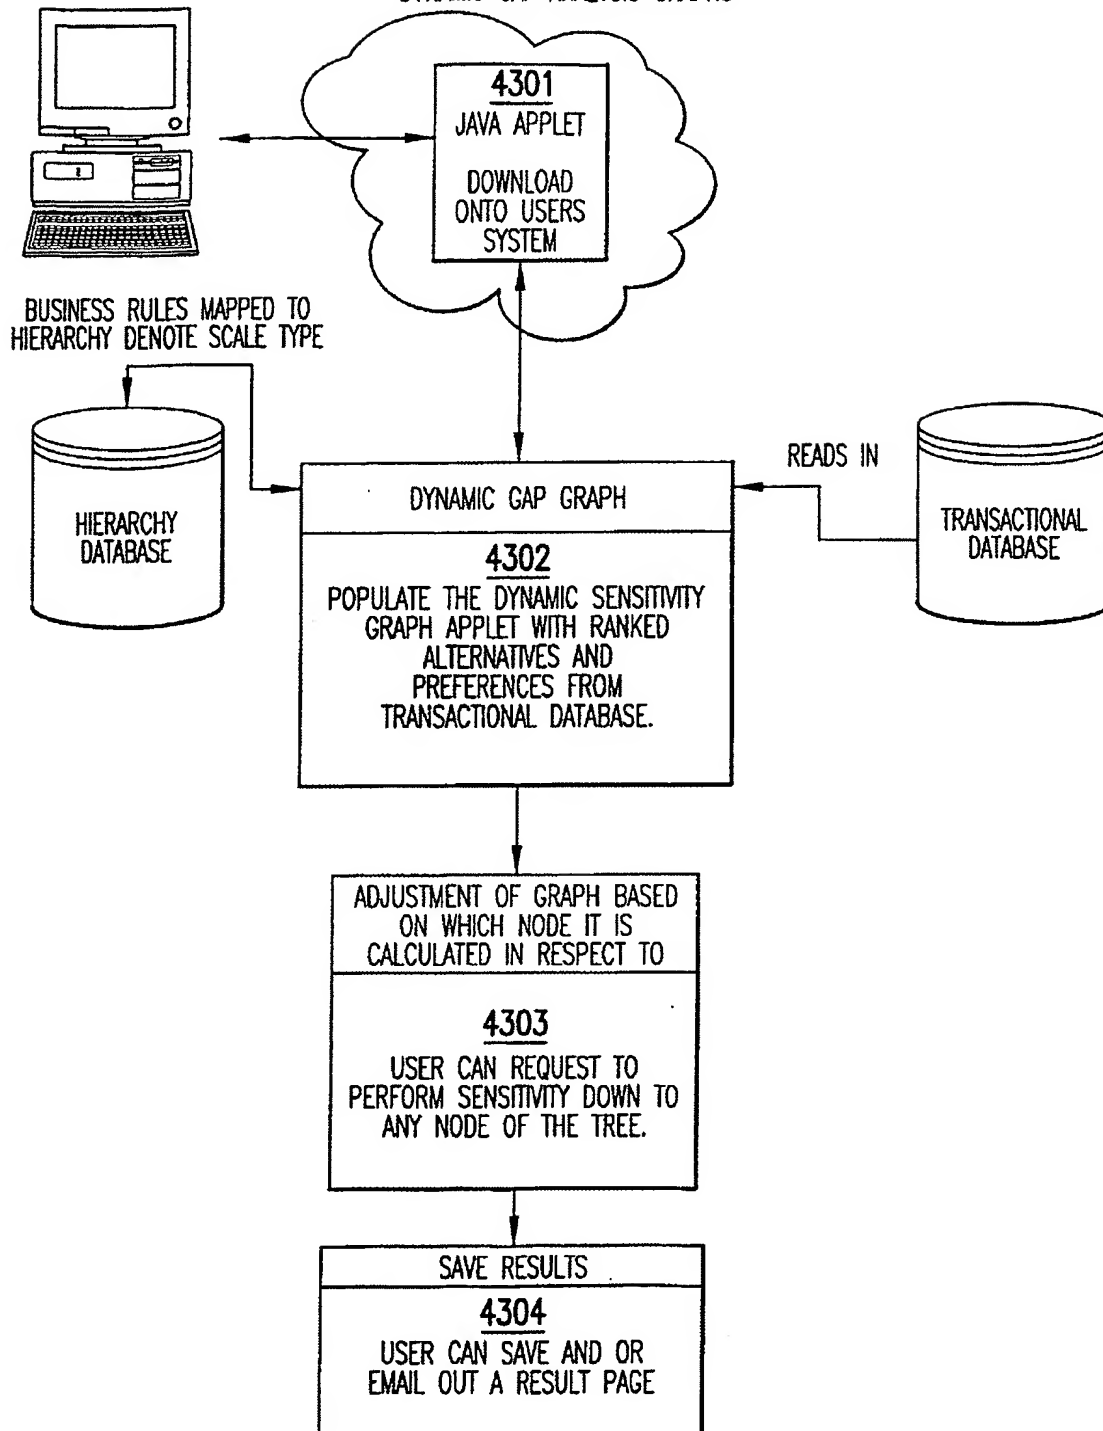 4301
JAVA APPLET
DOWNLOAD
ONTO USERS
SYSTEM
BUSINESS RULES MAPPED TO
HIERARCHY DENOTE SCALE TYPE
HIERARCHY
DATABASE
READS IN
TRANSACTIONAL
DATABASE
DYNAMIC GAP GRAPH
4302
POPULATE THE DYNAMIC SENSITIVITY
GRAPH APPLET WITH RANKED
ALTERNATIVES AND
PREFERENCES FROM
TRANSACTIONAL DATABASE.
ADJUSTMENT OF GRAPH BASED
ON WHICH NODE IT IS
CALCULATED IN RESPECT TO
4303
USER CAN REQUEST TO
PERFORM SENSITIVITY DOWN TO
ANY NODE OF THE TREE.
SAVE RESULTS
4304
USER CAN SAVE AND OR
EMAIL OUT A RESULT PAGE